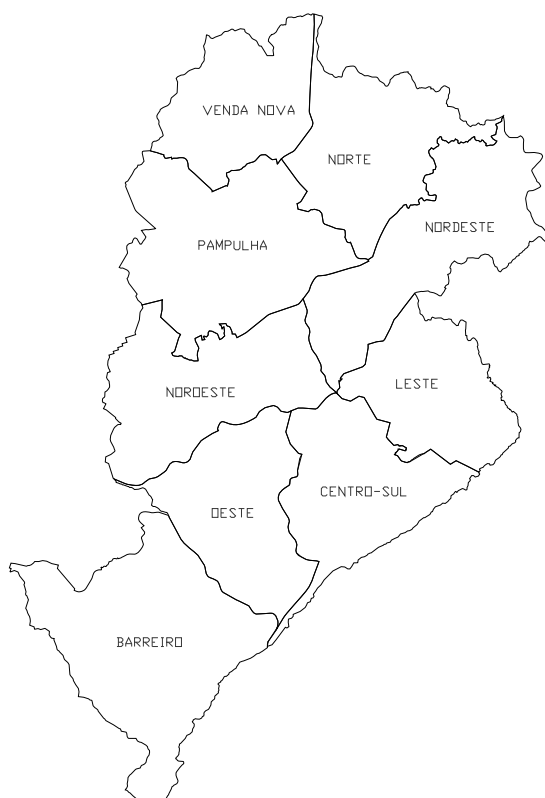 VENDA NOVA
NORTE
NORDESTE
PAMPULHA
LESTE
NOROESTE
CENTRO-SUL
OESTE
BARREIRO